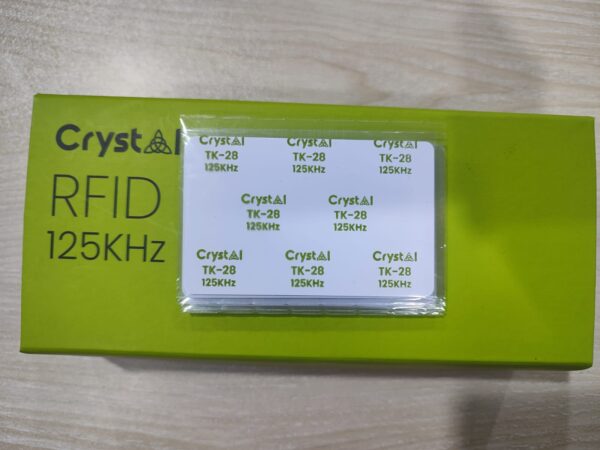 Crystal
RFID
125KHz
Crystal Crystal Crystal
TK-28 TK-28 TK-28
125KHz 125KHz 125KHz
Crystal Crystal
TK-28 TK-28
125KHz 125KHz
Crystal Crystal Crystal
TK-28 TK-28 TK-28
125KHz 125KHz 125KHz